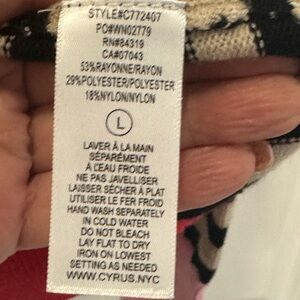 STYLE#C772407
PO#WN02779
RN#84319
CA#07043
53%RAYONNE/RAYON
29%POLYESTER/POLYESTER
18%NYLON/NYLON
L
LAVER À LA MAIN
SÉPARÉMENT
À L'EAU FROIDE
NE PAS JAVELLISER
LAISSER SÉCHER À PLAT
UTILISER LE FER FROID
HAND WASH SEPARATELY
IN COLD WATER
DO NOT BLEACH
LAY FLAT TO DRY
IRON ON LOWEST
SETTING AS NEEDED
WWW.CYRUS.NYC